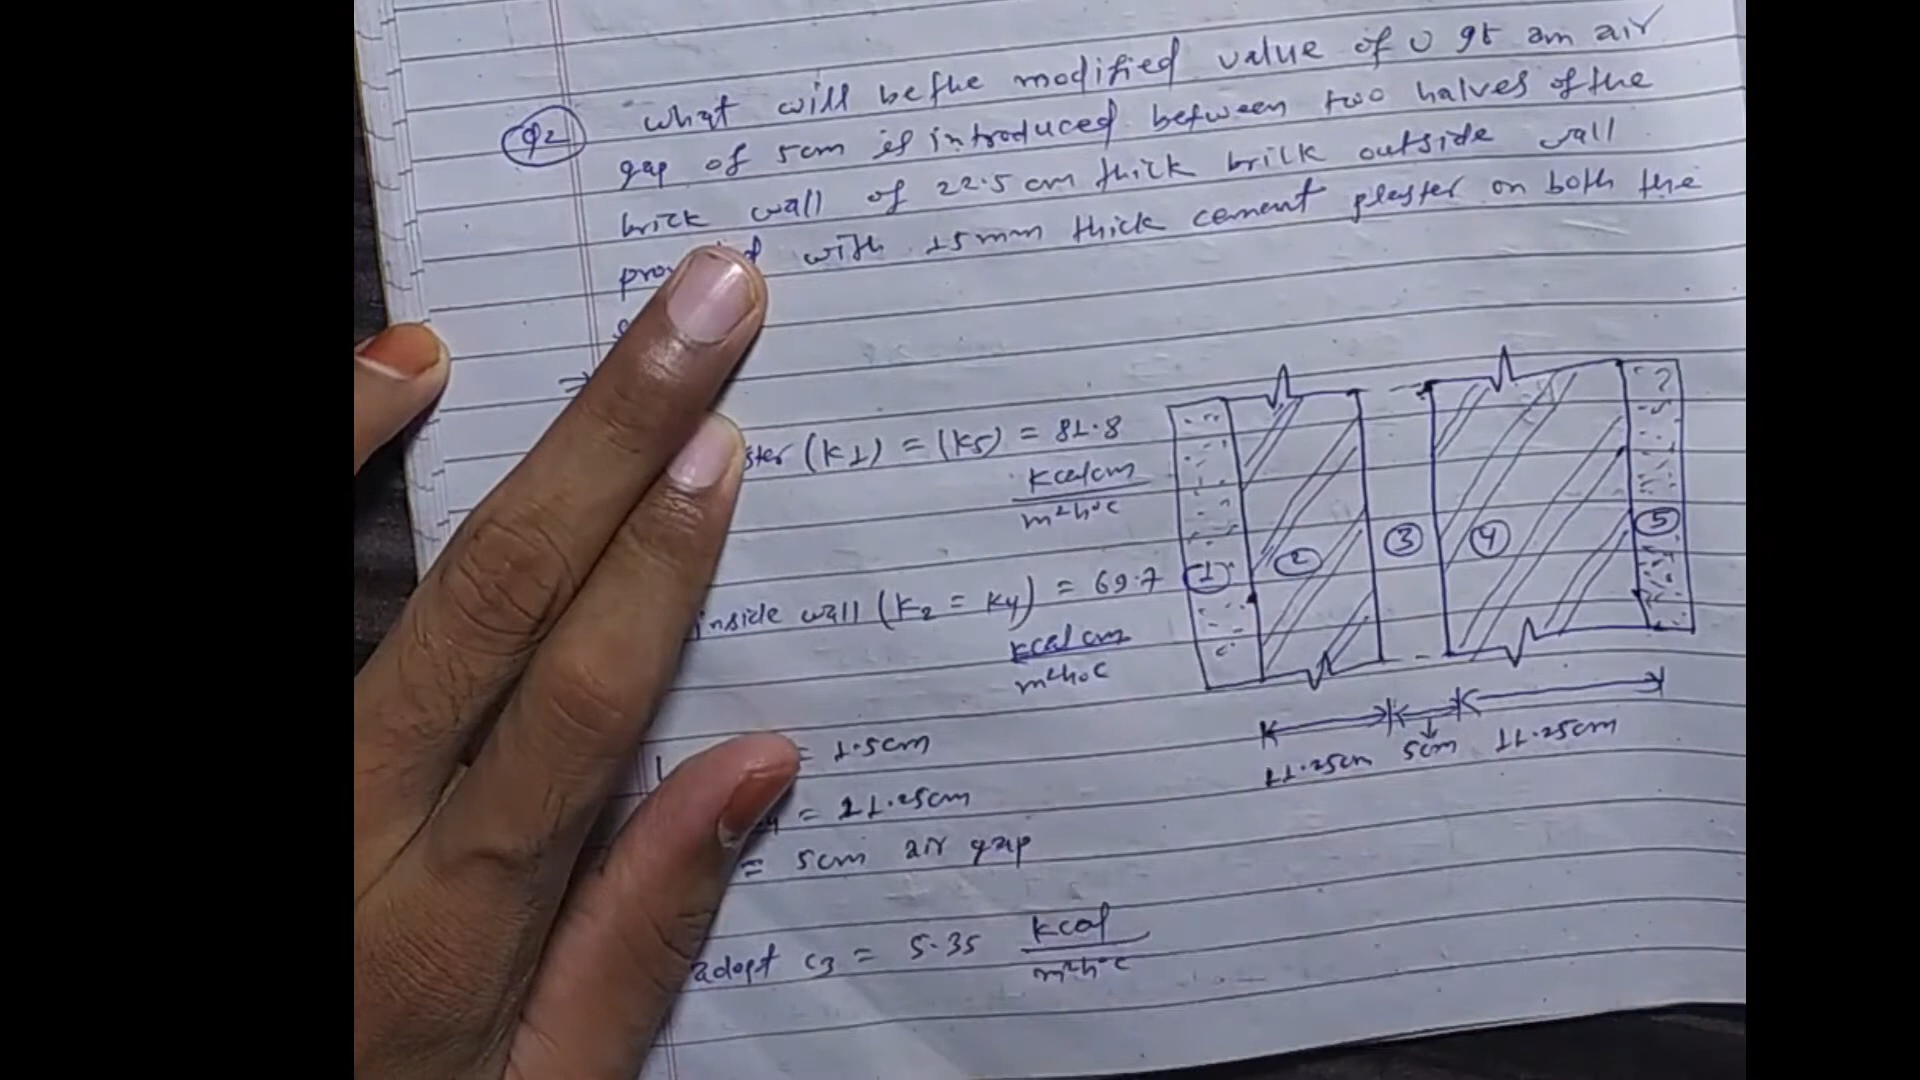 Q2 what will be the modified value of U gt am air
gap of 5cm is introduced between two halves of the
brick wall of 22.5 cm thick brick outside wall
with 15mm thick cement plaster on both the
ster (K1) = (K5) = 81.8
kcal cm
m²h°c
inside wall (K2 = K4) = 69.7
kcal cm
m²h°c
= 1.5cm
= 11.25cm
= 5cm air gap
adopt c3 = 5.35 kcal
m²h°c
1 2 3 4 5
11.25cm 5cm 11.25cm